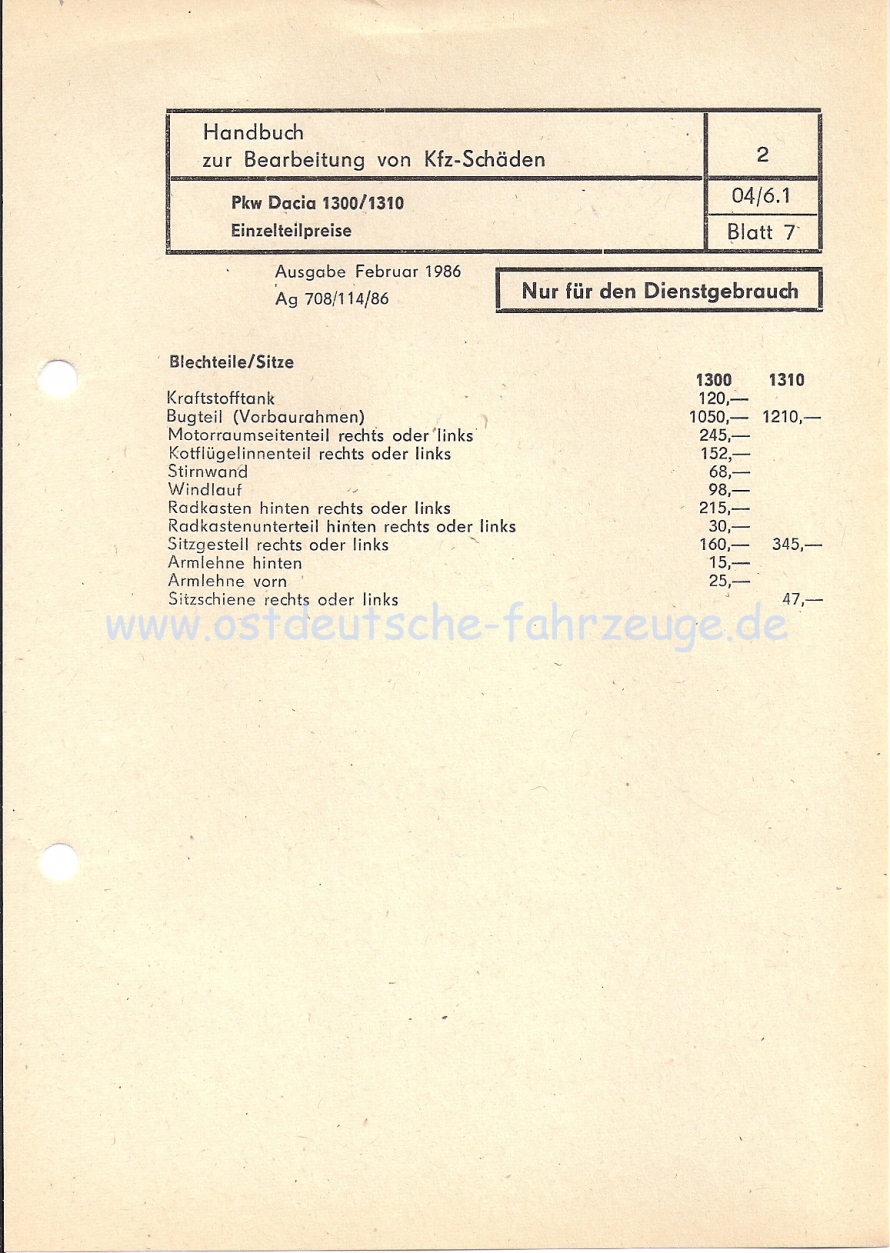 Handbuch
zur Bearbeitung von Kfz-Schäden
2
Pkw Dacia 1300/1310
Einzelteilpreise
04/6.1
Blatt 7
Ausgabe Februar 1986
Ag 708/114/86
Nur für den Dienstgebrauch
Blechteile/Sitze
1300 1310
Kraftstofftank 120,—
Bugteil (Vorbaurahmen) 1050,— 1210,—
Motorraumseitenteil rechts oder links 245,—
Kotflügelinnenteil rechts oder links 152,—
Stirnwand 68,—
Windlauf 98,—
Radkasten hinten rechts oder links 215,—
Radkastenunterteil hinten rechts oder links 30,—
Sitzgestell rechts oder links 160,— 345,—
Armlehne hinten 15,—
Armlehne vorn 25,—
Sitzschiene rechts oder links 47,—
www.ostdeutsche-fahrzeuge.de